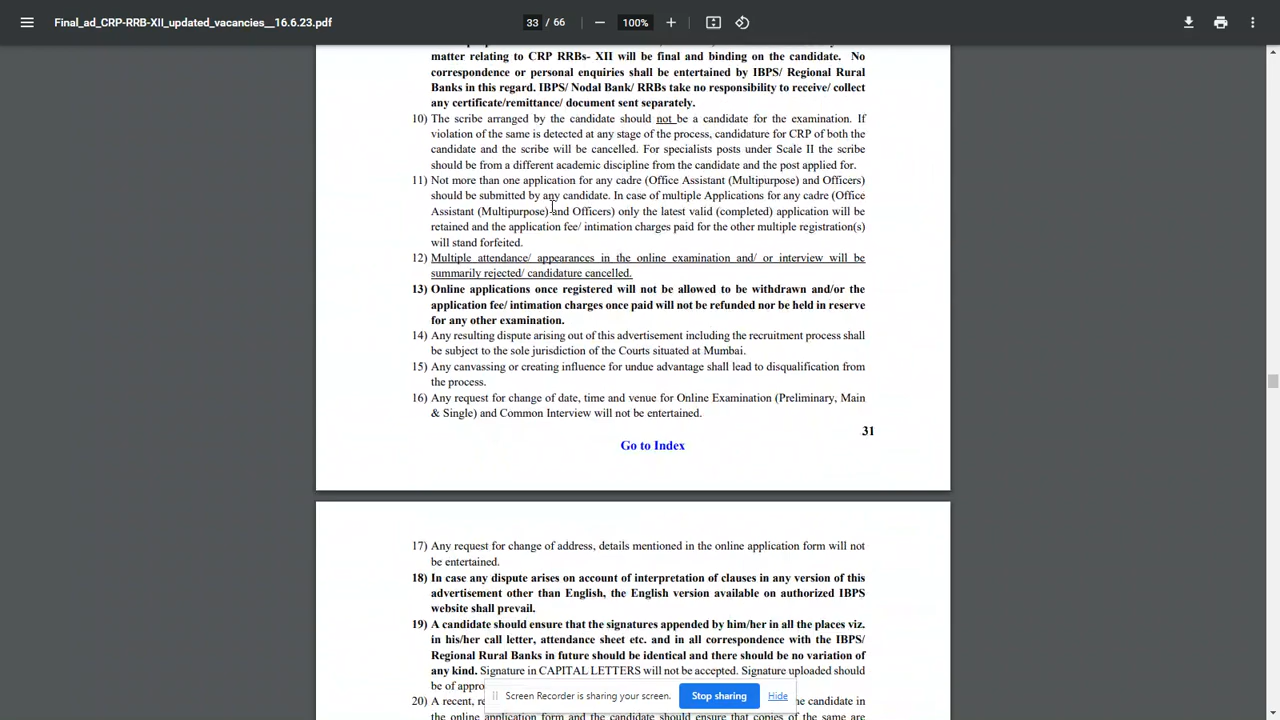 Final_ad_CRP-RRB-XII_updated_vacancies__16.6.23.pdf
33 / 66
100%
matter relating to CRP RRBs- XII will be final and binding on the candidate. No
correspondence or personal enquiries shall be entertained by IBPS/ Regional Rural
Banks in this regard. IBPS/ Nodal Bank/ RRBs take no responsibility to receive/ collect
any certificate/remittance/ document sent separately.
10) The scribe arranged by the candidate should not be a candidate for the examination. If
violation of the same is detected at any stage of the process, candidature for CRP of both the
candidate and the scribe will be cancelled. For specialists posts under Scale II the scribe
should be from a different academic discipline from the candidate and the post applied for.
11) Not more than one application for any cadre (Office Assistant (Multipurpose) and Officers)
should be submitted by any candidate. In case of multiple Applications for any cadre (Office
Assistant (Multipurpose) and Officers) only the latest valid (completed) application will be
retained and the application fee/ intimation charges paid for the other multiple registration(s)
will stand forfeited.
12) Multiple attendance/ appearances in the online examination and/ or interview will be
summarily rejected/ candidature cancelled.
13) Online applications once registered will not be allowed to be withdrawn and/or the
application fee/ intimation charges once paid will not be refunded nor be held in reserve
for any other examination.
14) Any resulting dispute arising out of this advertisement including the recruitment process shall
be subject to the sole jurisdiction of the Courts situated at Mumbai.
15) Any canvassing or creating influence for undue advantage shall lead to disqualification from
the process.
16) Any request for change of date, time and venue for Online Examination (Preliminary, Main
& Single) and Common Interview will not be entertained.
31
Go to Index
17) Any request for change of address, details mentioned in the online application form will not
be entertained.
18) In case any dispute arises on account of interpretation of clauses in any version of this
advertisement other than English, the English version available on authorized IBPS
website shall prevail.
19) A candidate should ensure that the signatures appended by him/her in all the places viz.
in his/her call letter, attendance sheet etc. and in all correspondence with the IBPS/
Regional Rural Banks in future should be identical and there should be no variation of
any kind. Signature in CAPITAL LETTERS will not be accepted. Signature uploaded should
be of
Screen Recorder is sharing your screen.
Stop sharing
Hide
20) A recent, candidate in
the online application form and the candidate should ensure that copies of the same are